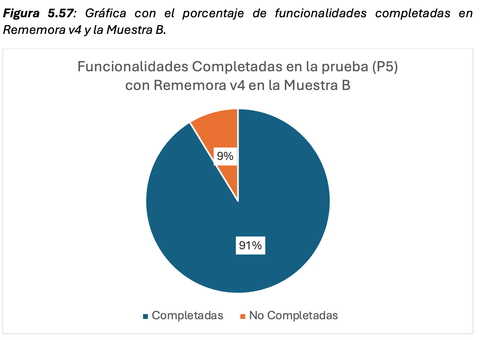 Figura 5.57: Gráfica con el porcentaje de funcionalidades completadas en
Rememora v4 y la Muestra B.
Funcionalidades Completadas en la prueba (P5)
con Rememora v4 en la Muestra B
9%
91%
Completadas
No Completadas